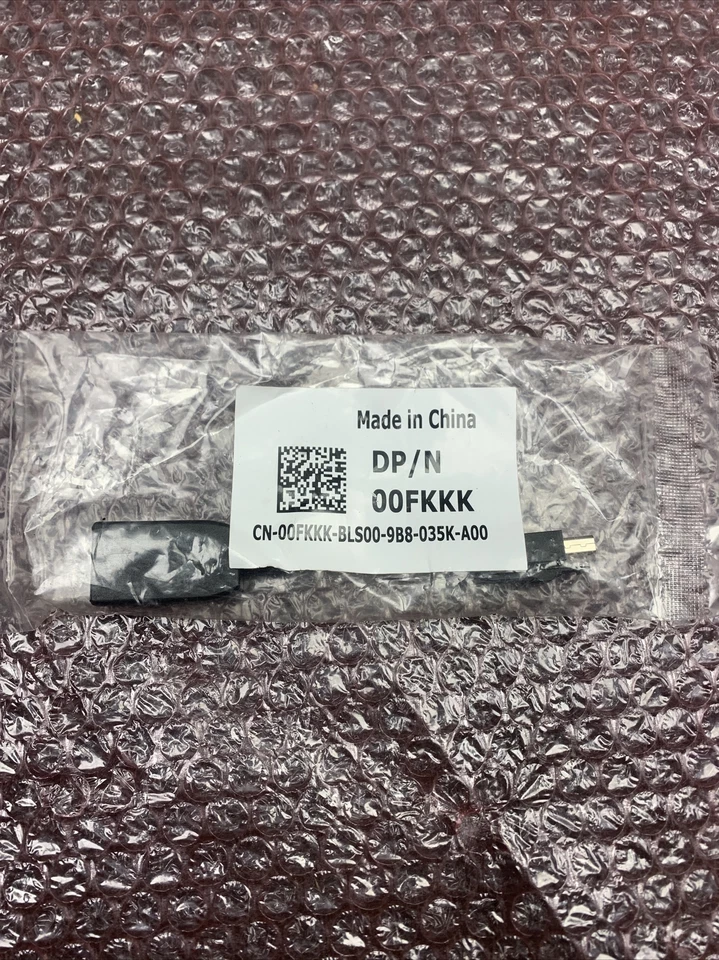 Made in China
DP/N
00FKKK
CN-00FKKK-BLS00-9B8-035K-A00